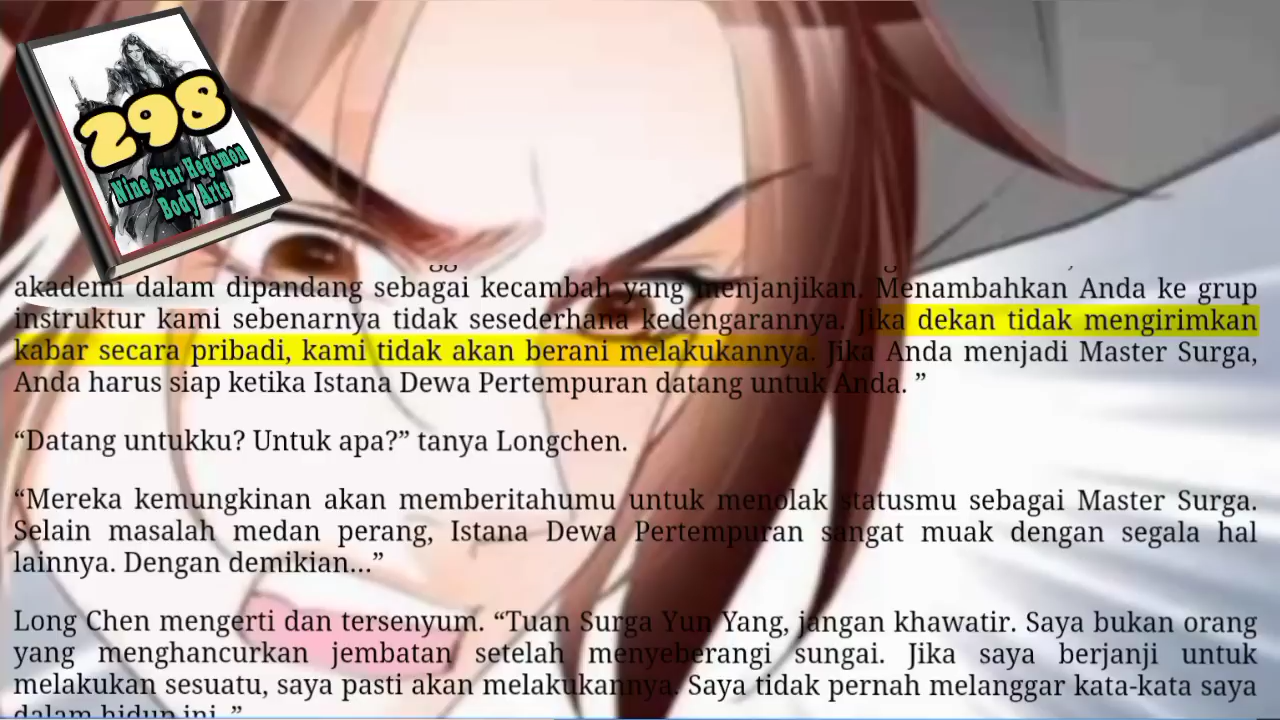 298
Nine Star Hegemon
Body Arts
akademi dalam dipandang sebagai kecambah yang menjanjikan. Menambahkan Anda ke grup
instruktur kami sebenarnya tidak sesederhana kedengarannya. Jika dekan tidak mengirimkan
kabar secara pribadi, kami tidak akan berani melakukannya. Jika Anda menjadi Master Surga,
Anda harus siap ketika Istana Dewa Pertempuran datang untuk Anda. ”
“Datang untukku? Untuk apa?” tanya Longchen.
“Mereka kemungkinan akan memberitahumu untuk menolak statusmu sebagai Master Surga.
Selain masalah medan perang, Istana Dewa Pertempuran sangat muak dengan segala hal
lainnya. Dengan demikian…”
Long Chen mengerti dan tersenyum. “Tuan Surga Yun Yang, jangan khawatir. Saya bukan orang
yang menghancurkan jembatan setelah menyeberangi sungai. Jika saya berjanji untuk
melakukan sesuatu, saya pasti akan melakukannya. Saya tidak pernah melanggar kata-kata saya
dalam hidup ini. ”